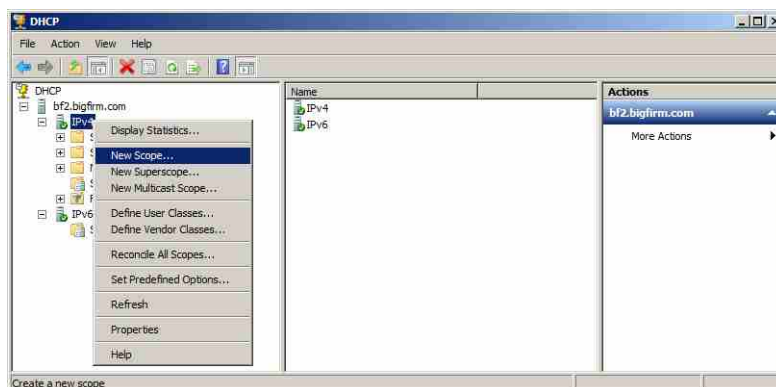 DHCP
File Action View Help
DHCP
bf2.bigfirm.com
IPv4
IPv6
Display Statistics...
New Scope...
New Superscope...
New Multicast Scope...
Define User Classes...
Define Vendor Classes...
Reconcile All Scopes...
Set Predefined Options...
Refresh
Properties
Help
Name
IPv4
IPv6
Actions
bf2.bigfirm.com
More Actions
Create a new scope